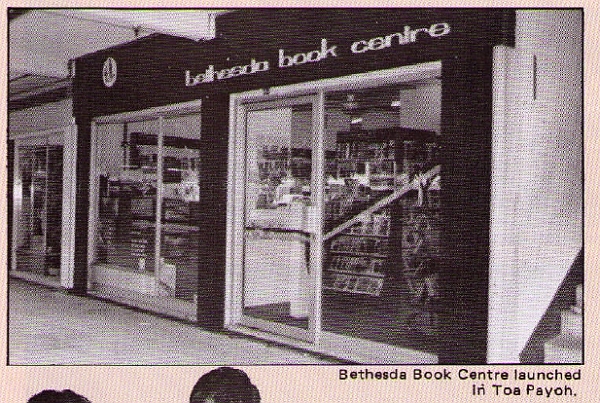 bethesda book centre
Bethesda Book Centre launched
in Toa Payoh.